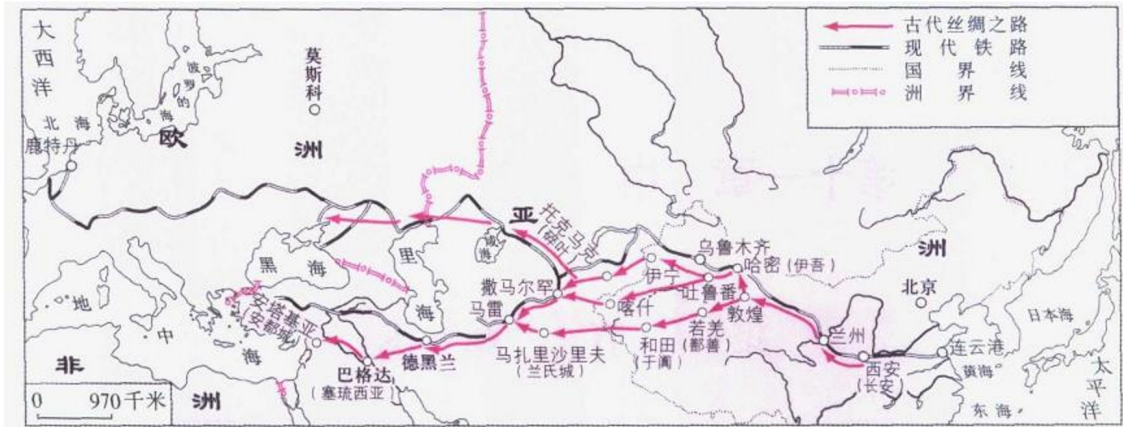 古代丝绸之路
现代铁路
国界线
洲界线
大西洋
北海
波罗的海
莫斯科
鹿特丹
欧
洲
亚
洲
托克马克
(碎叶)
咸海
里
海
黑
海
乌鲁木齐
哈密(伊吾)
伊宁
吐鲁番
敦煌
北京
撒马尔罕
喀什
马雷
若羌
(鄯善)
和田
(于阗)
兰州
连云港
日本海
安塔基亚
(安都城)
地
中
海
德黑兰
马扎里沙里夫
(兰氏城)
西安
(长安)
黄海
太平洋
巴格达
(塞琉西亚)
非
洲
东海
0 970千米